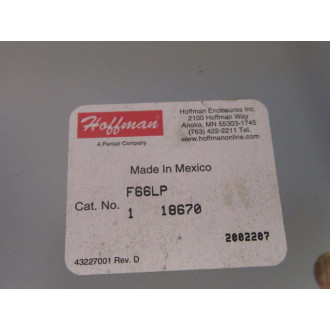 Hoffman
A Pentair Company
Hoffman Enclosures Inc.
2100 Hoffman Way
Anoka, MN 55303-1745
(763) 422-2211 Tel.
www.hoffmanonline.com
Made In Mexico
F66LP
Cat. No.
1 18670
2002207
43227001 Rev. D